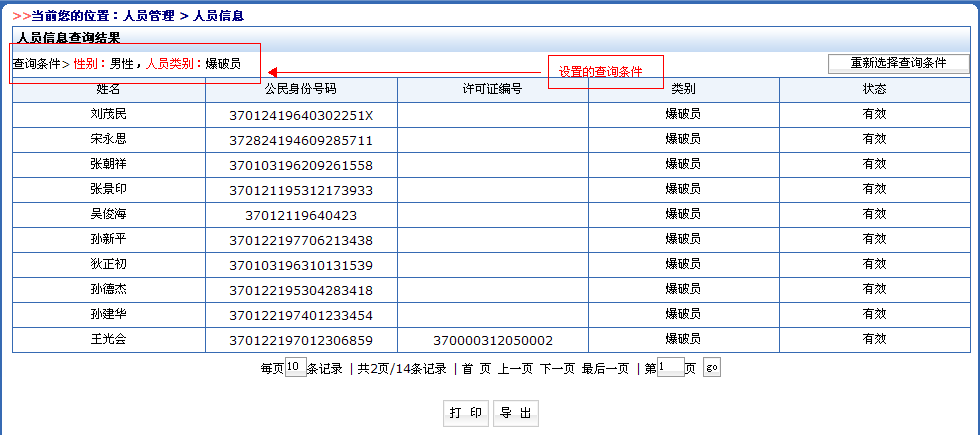 >>当前您的位置：人员管理 > 人员信息
人员信息查询结果
查询条件> 性别：男性，人员类别：爆破员 设置的查询条件 重新选择查询条件
姓名 公民身份号码 许可证编号 类别 状态
刘茂民 37012419640302251X 爆破员 有效
宋永思 372824194609285711 爆破员 有效
张朝祥 370103196209261558 爆破员 有效
张景印 370121195312173933 爆破员 有效
吴俊海 37012119640423 爆破员 有效
孙新平 370122197706213438 爆破员 有效
狄正初 370103196310131539 爆破员 有效
孙德杰 370122195304283418 爆破员 有效
孙建华 370122197401233454 爆破员 有效
王光会 370122197012306859 370000312050002 爆破员 有效
每页10条记录 | 共2页/14条记录 | 首 页 上一页 下一页 最后一页 | 第1页 go
打 印 导 出